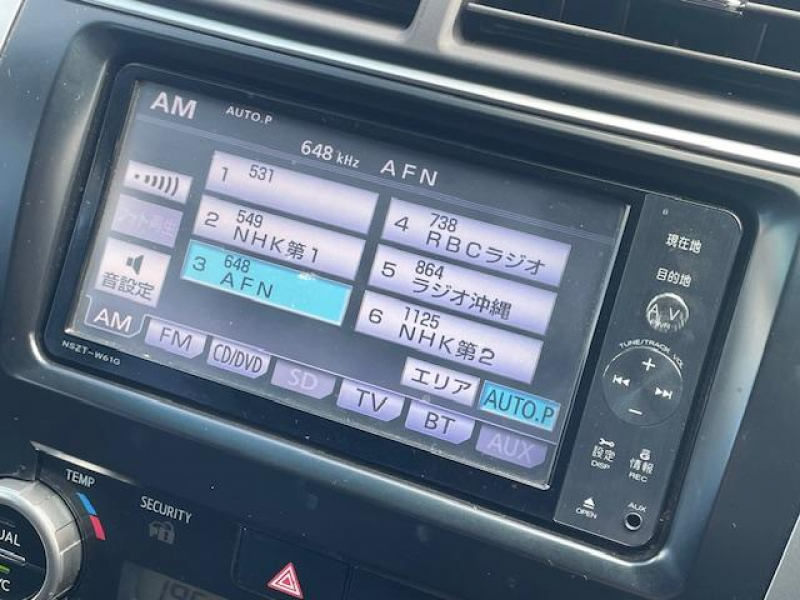 AM AUTO.P
648 kHz AFN
1 531
2 549 NHK第1
3 648 AFN
4 738 RBCラジオ
5 864 ラジオ沖縄
6 1125 NHK第2
音設定
エリア AUTO.P
AM FM CD/DVD SD TV BT AUX
NSZT-W61G
現在地
目的地
TUNE/TRACK VOL
+
−
設定 DISP
情報 REC
OPEN
AUX
TEMP
SECURITY